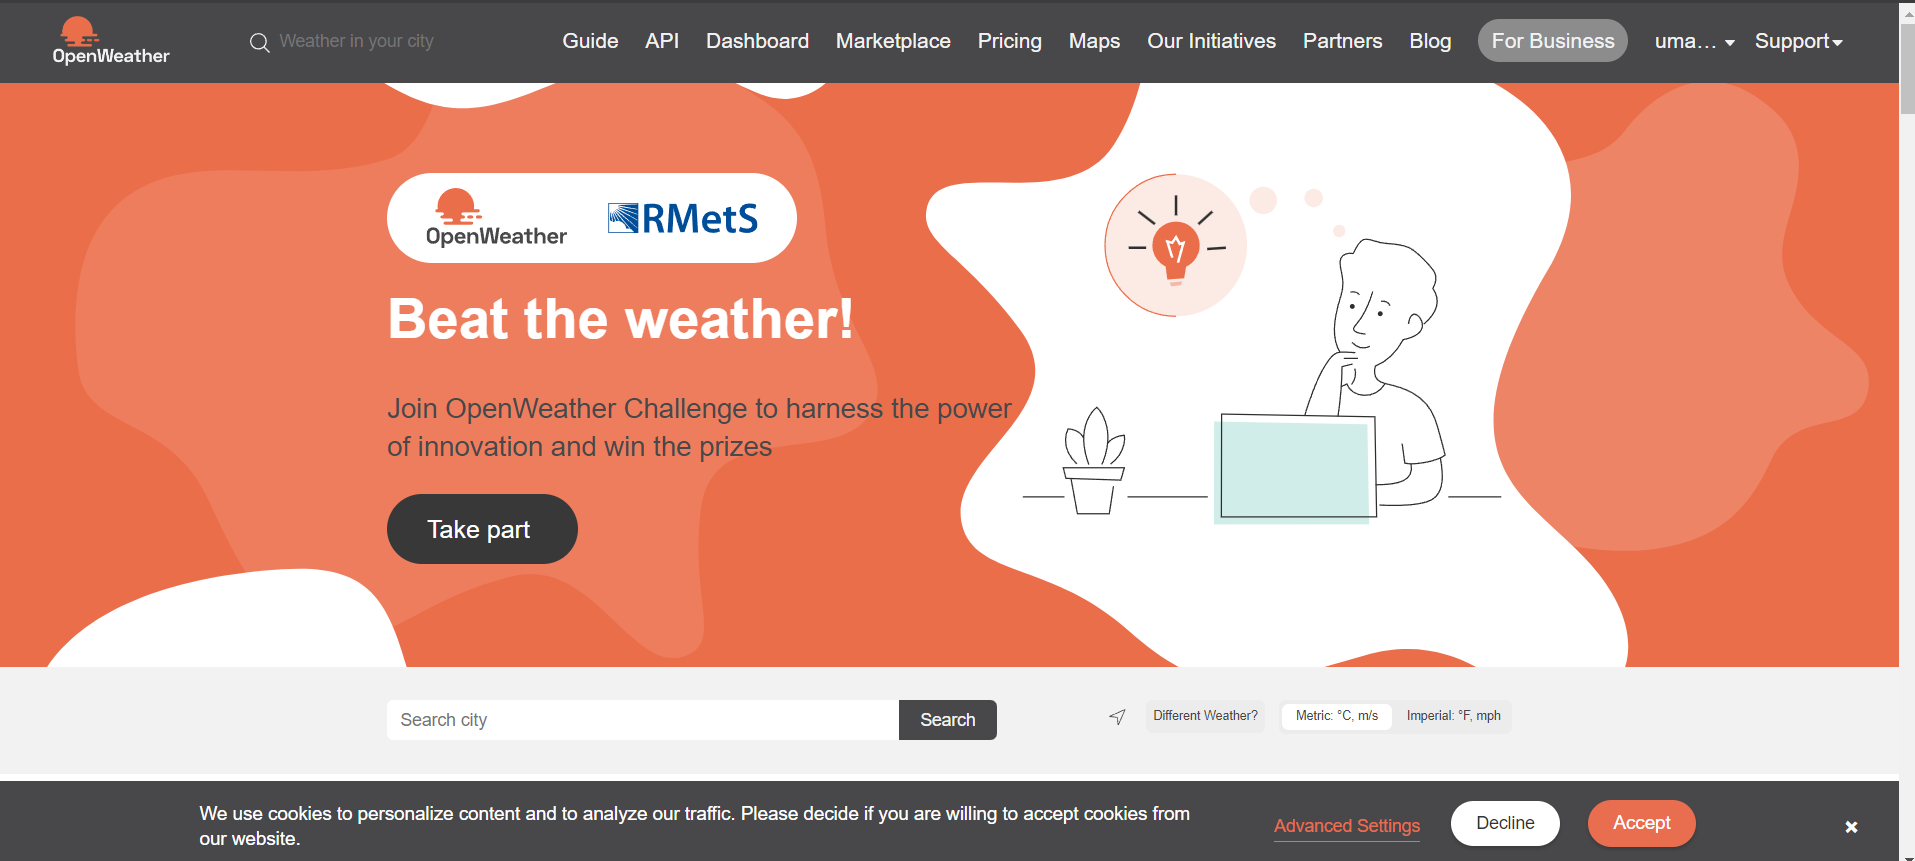 OpenWeather
Weather in your city
Guide API Dashboard Marketplace Pricing Maps Our Initiatives Partners Blog For Business uma... Support
OpenWeather RMetS
Beat the weather!
Join OpenWeather Challenge to harness the power
of innovation and win the prizes
Take part
Search city Search
Different Weather? Metric: °C, m/s Imperial: °F, mph
We use cookies to personalize content and to analyze our traffic. Please decide if you are willing to accept cookies from
our website.
Advanced Settings Decline Accept